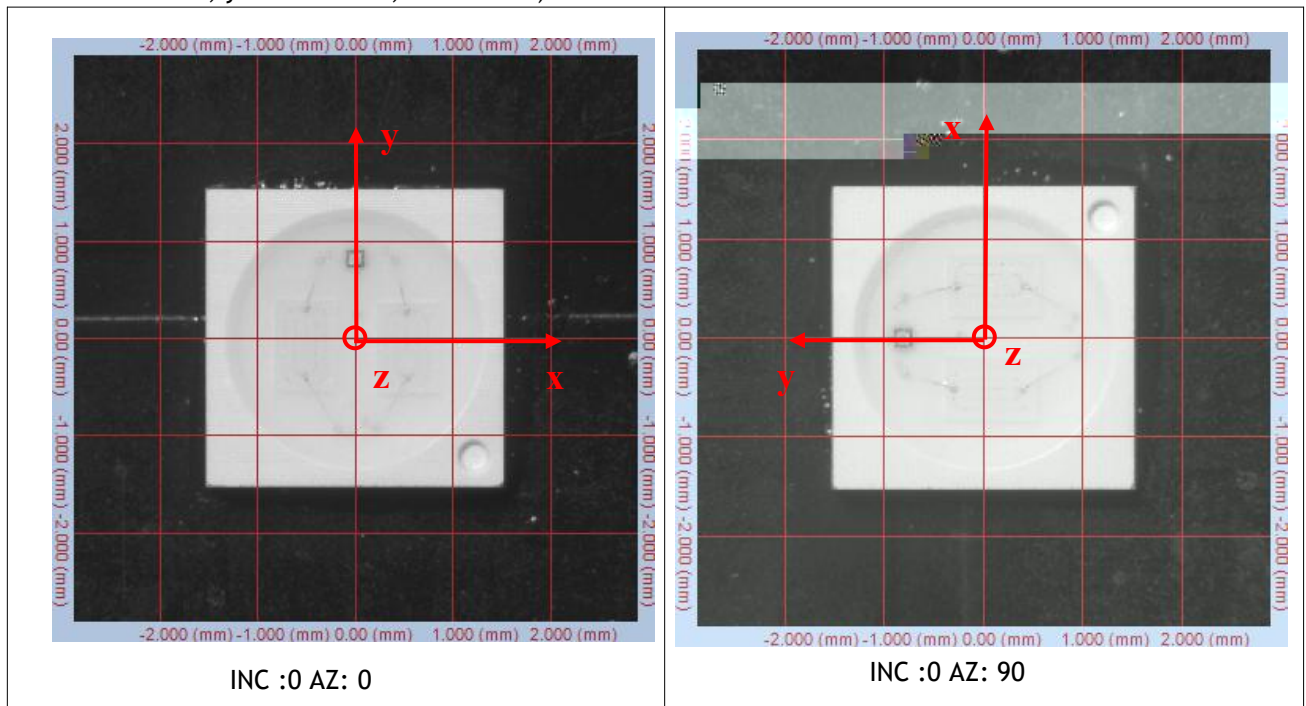 -2.000 (mm) -1.000 (mm) 0.00 (mm) 1.000 (mm) 2.000 (mm)
2.000 (mm) 1.000 (mm) 0.00 (mm) -1.000 (mm) -2.000 (mm)
y
z
x
2.000 (mm) 1.000 (mm) 0.00 (mm) -1.000 (mm) -2.000 (mm)
-2.000 (mm) -1.000 (mm) 0.00 (mm) 1.000 (mm) 2.000 (mm)
INC :0 AZ: 0
-2.000 (mm) -1.000 (mm) 0.00 (mm) 1.000 (mm) 2.000 (mm)
(mm) 1.000 (mm) 0.00 (mm) -1.000 (mm) -2.000 (mm)
x
z
y
(mm) 1.000 (mm) 0.00 (mm) -1.000 (mm) -2.000 (mm)
-2.000 (mm) -1.000 (mm) 0.00 (mm) 1.000 (mm) 2.000 (mm)
INC :0 AZ: 90